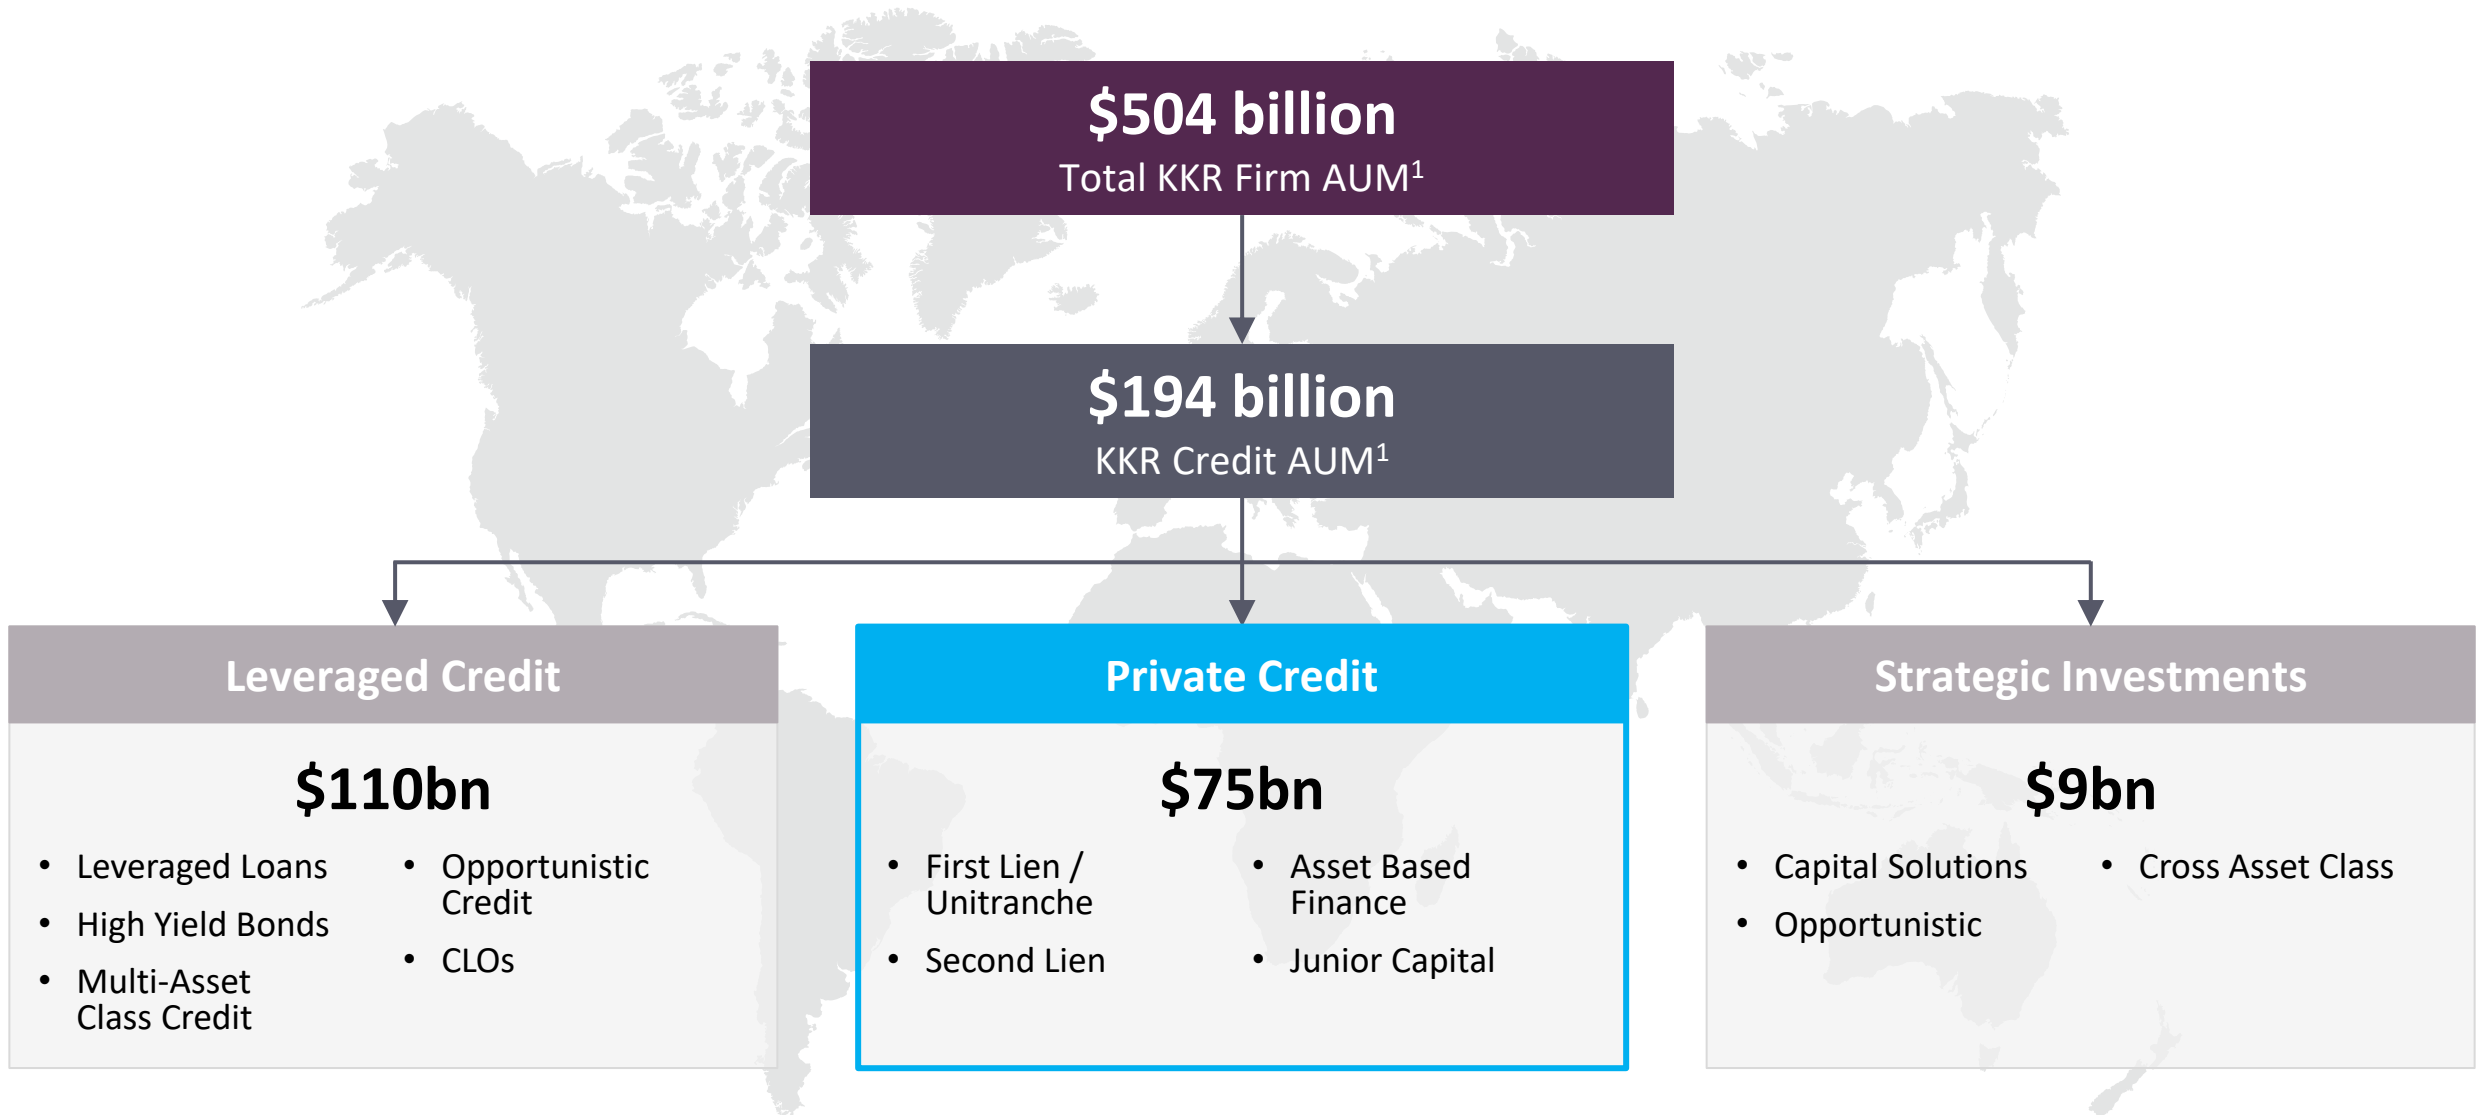 $504 billion
Total KKR Firm AUM¹
$194 billion
KKR Credit AUM¹
Leveraged Credit
$110bn
• Leveraged Loans
• High Yield Bonds
• Multi-Asset
Class Credit
• Opportunistic
Credit
• CLOs
Private Credit
$75bn
• First Lien /
Unitranche
• Second Lien
• Asset Based
Finance
• Junior Capital
Strategic Investments
$9bn
• Capital Solutions
• Opportunistic
• Cross Asset Class